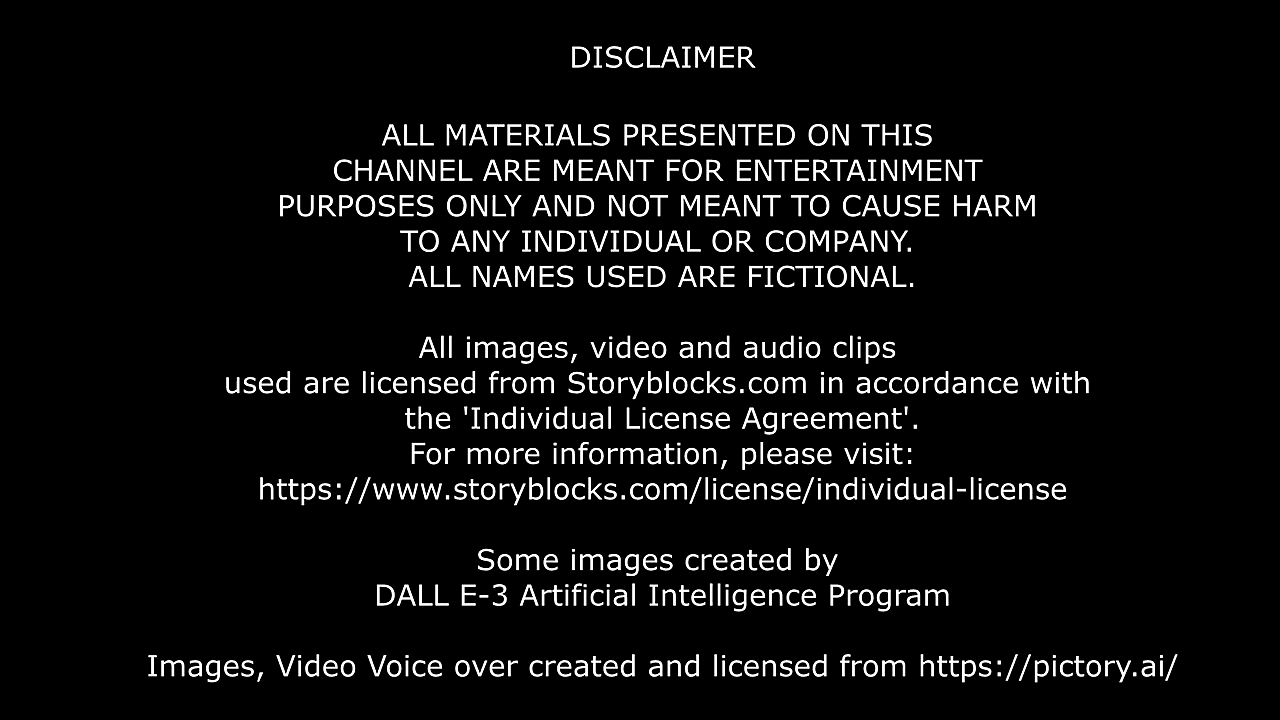 DISCLAIMER
ALL MATERIALS PRESENTED ON THIS
CHANNEL ARE MEANT FOR ENTERTAINMENT
PURPOSES ONLY AND NOT MEANT TO CAUSE HARM
TO ANY INDIVIDUAL OR COMPANY.
ALL NAMES USED ARE FICTIONAL.
All images, video and audio clips
used are licensed from Storyblocks.com in accordance with
the 'Individual License Agreement'.
For more information, please visit:
https://www.storyblocks.com/license/individual-license
Some images created by
DALL E-3 Artificial Intelligence Program
Images, Video Voice over created and licensed from https://pictory.ai/